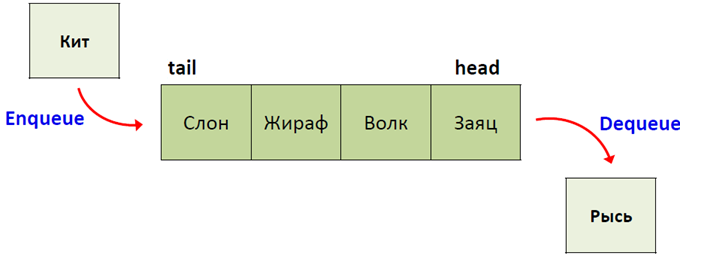 Кит
tail
head
Enqueue
Слон Жираф Волк Заяц
Dequeue
Рысь